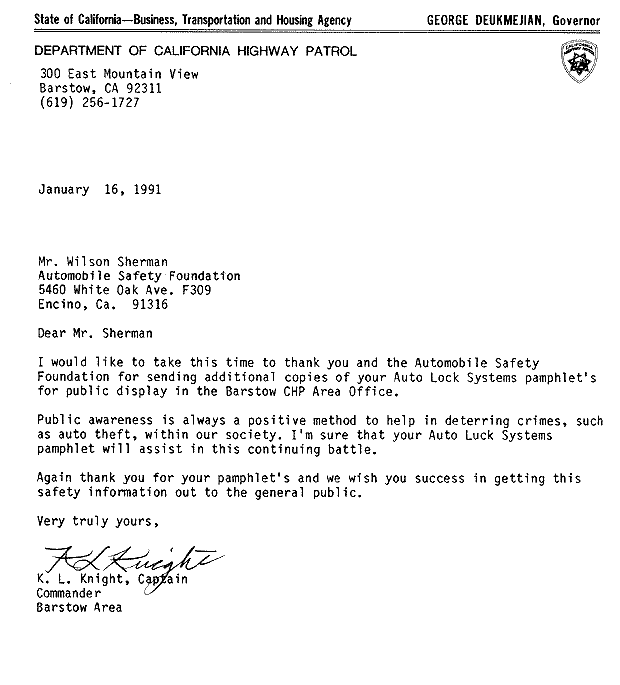 State of California—Business, Transportation and Housing Agency GEORGE DEUKMEJIAN, Governor
DEPARTMENT OF CALIFORNIA HIGHWAY PATROL
300 East Mountain View
Barstow, CA 92311
(619) 256-1727
January 16, 1991
Mr. Wilson Sherman
Automobile Safety Foundation
5460 White Oak Ave. F309
Encino, Ca. 91316
Dear Mr. Sherman
I would like to take this time to thank you and the Automobile Safety
Foundation for sending additional copies of your Auto Lock Systems pamphlet's
for public display in the Barstow CHP Area Office.
Public awareness is always a positive method to help in deterring crimes, such
as auto theft, within our society. I'm sure that your Auto Luck Systems
pamphlet will assist in this continuing battle.
Again thank you for your pamphlet's and we wish you success in getting this
safety information out to the general public.
Very truly yours,
K L Knight
K. L. Knight, Captain
Commander
Barstow Area